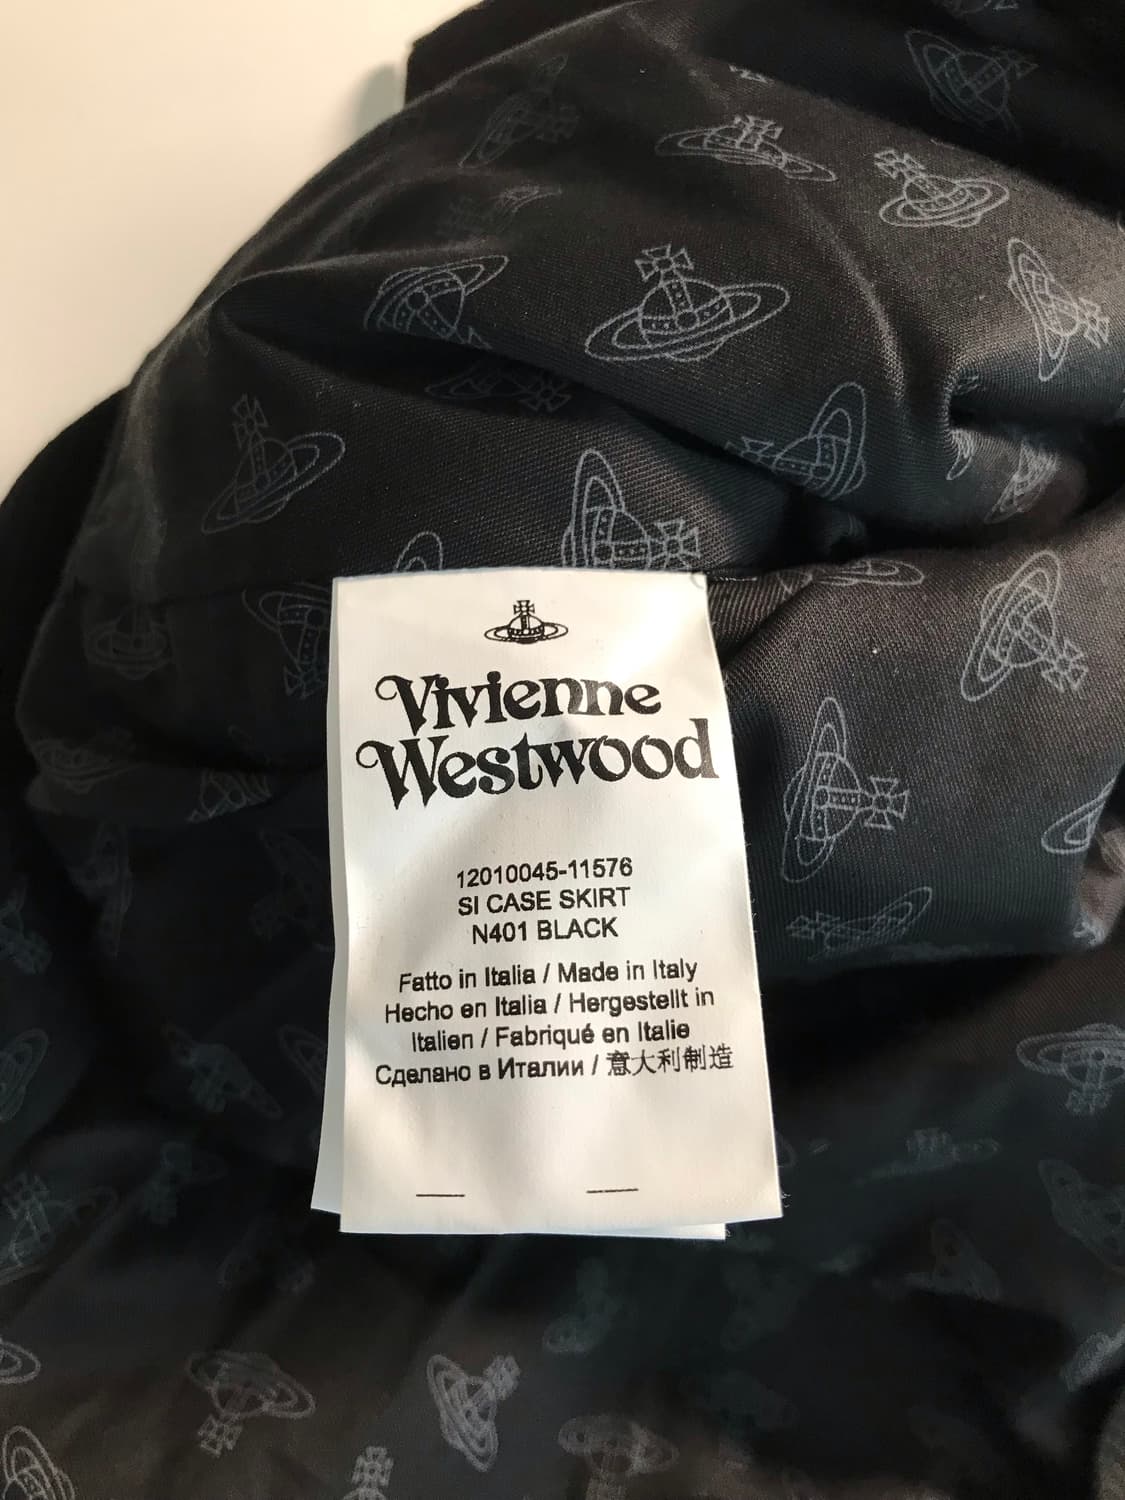 Vivienne
Westwood
12010045-11576
SI CASE SKIRT
N401 BLACK
Fatto in Italia / Made in Italy
Hecho en Italia / Hergestellt in
Italien / Fabriqué en Italie
Сделано в Италии / 意大利制造